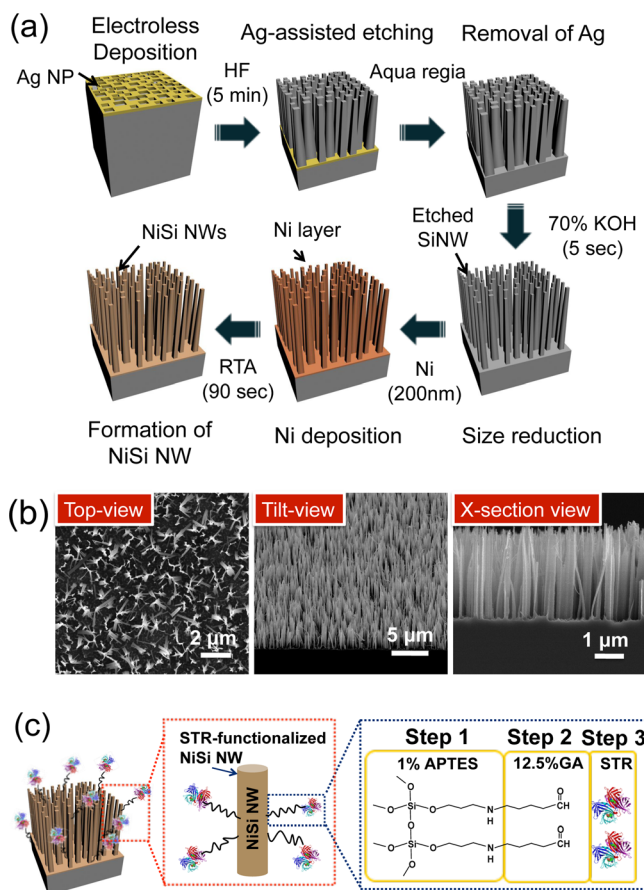 (a)
Electroless
Deposition
Ag-assisted etching
Removal of Ag
Ag NP
HF
(5 min)
Aqua regia
NiSi NWs
Ni layer
Etched
SiNW
70% KOH
(5 sec)
RTA
(90 sec)
Ni
(200nm)
Formation of
NiSi NW
Ni deposition
Size reduction
(b)
Top-view
Tilt-view
X-section view
2 µm
5 µm
1 µm
(c)
STR-functionalized
NiSi NW
NiSi NW
Step 1
Step 2
Step 3
1% APTES
12.5%GA
STR
O
O
O
Si
O
N
H
CH
O
O
O
Si
O
N
H
CH
O
O